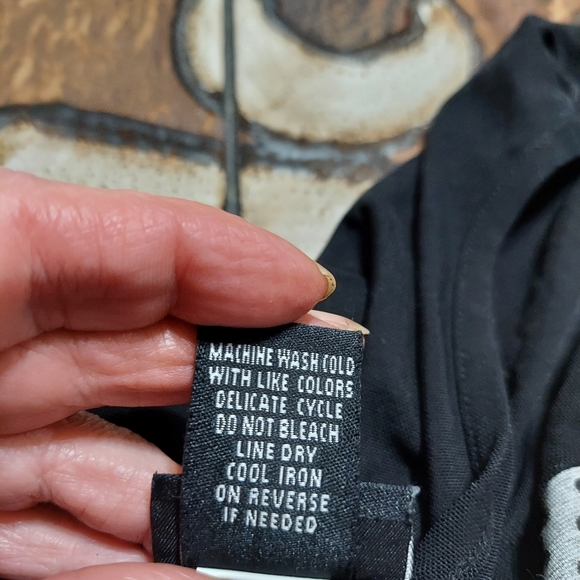 MACHINE WASH COLD
WITH LIKE COLORS
DELICATE CYCLE
DO NOT BLEACH
LINE DRY
COOL IRON
ON REVERSE
IF NEEDED